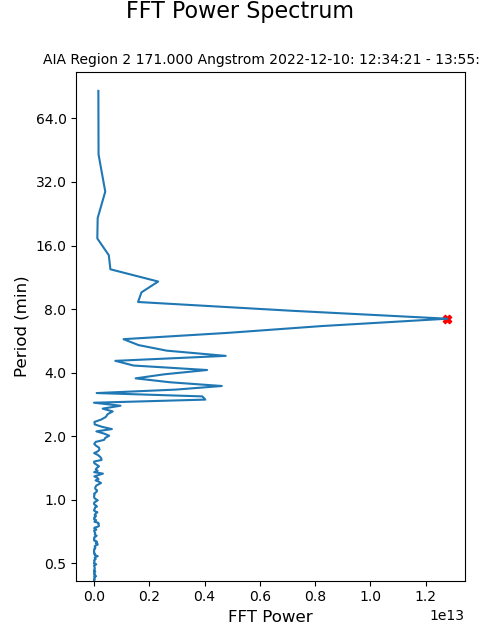 FFT Power Spectrum
AIA Region 2 171.000 Angstrom 2022-12-10: 12:34:21 - 13:55:
64.0
32.0
16.0
8.0
4.0
2.0
1.0
0.5
Period (min)
0.0 0.2 0.4 0.6 0.8 1.0 1.2
1e13
FFT Power